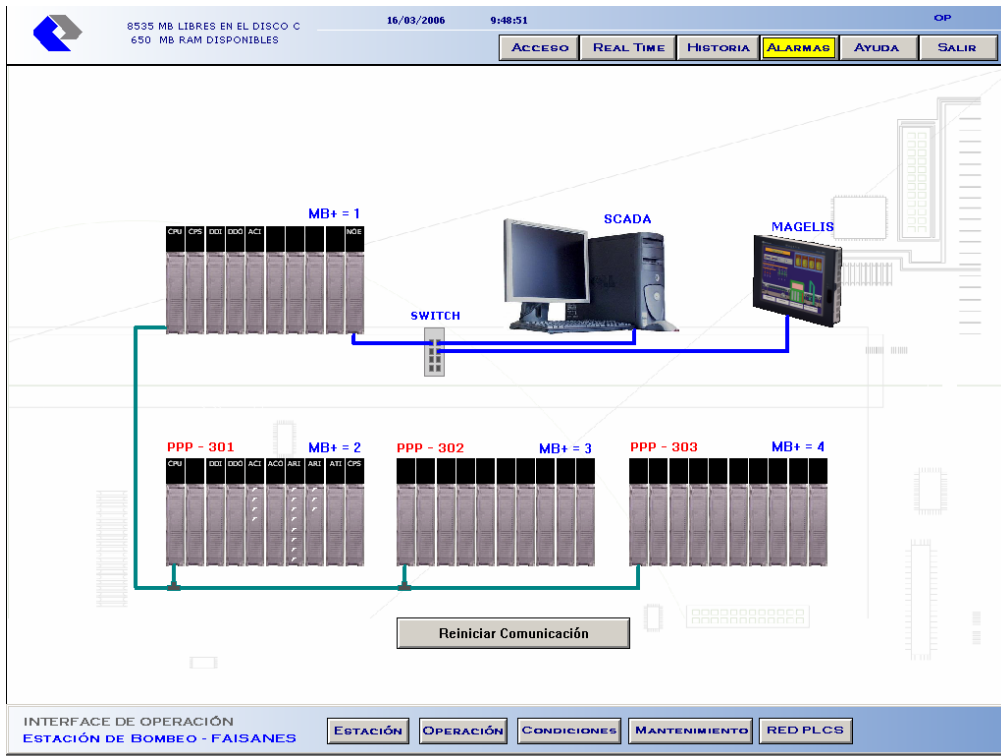 8535 MB LIBRES EN EL DISCO C
16/03/2006 9:48:51 OP
650 MB RAM DISPONIBLES
ACCESO REAL TIME HISTORIA ALARMAS AYUDA SALIR
MB+ = 1
SCADA
MAGELIS
CPU CPS DDI DDO ACI NOE
SWITCH
PPP - 301 MB+ = 2 PPP - 302 MB+ = 3 PPP - 303 MB+ = 4
CPU DDI DDO ACI ACO ARI ARI ATI CPS
Reiniciar Comunicación
INTERFACE DE OPERACIÓN
ESTACIÓN DE BOMBEO - FAISANES
ESTACIÓN OPERACIÓN CONDICIONES MANTENIMIENTO RED PLCS